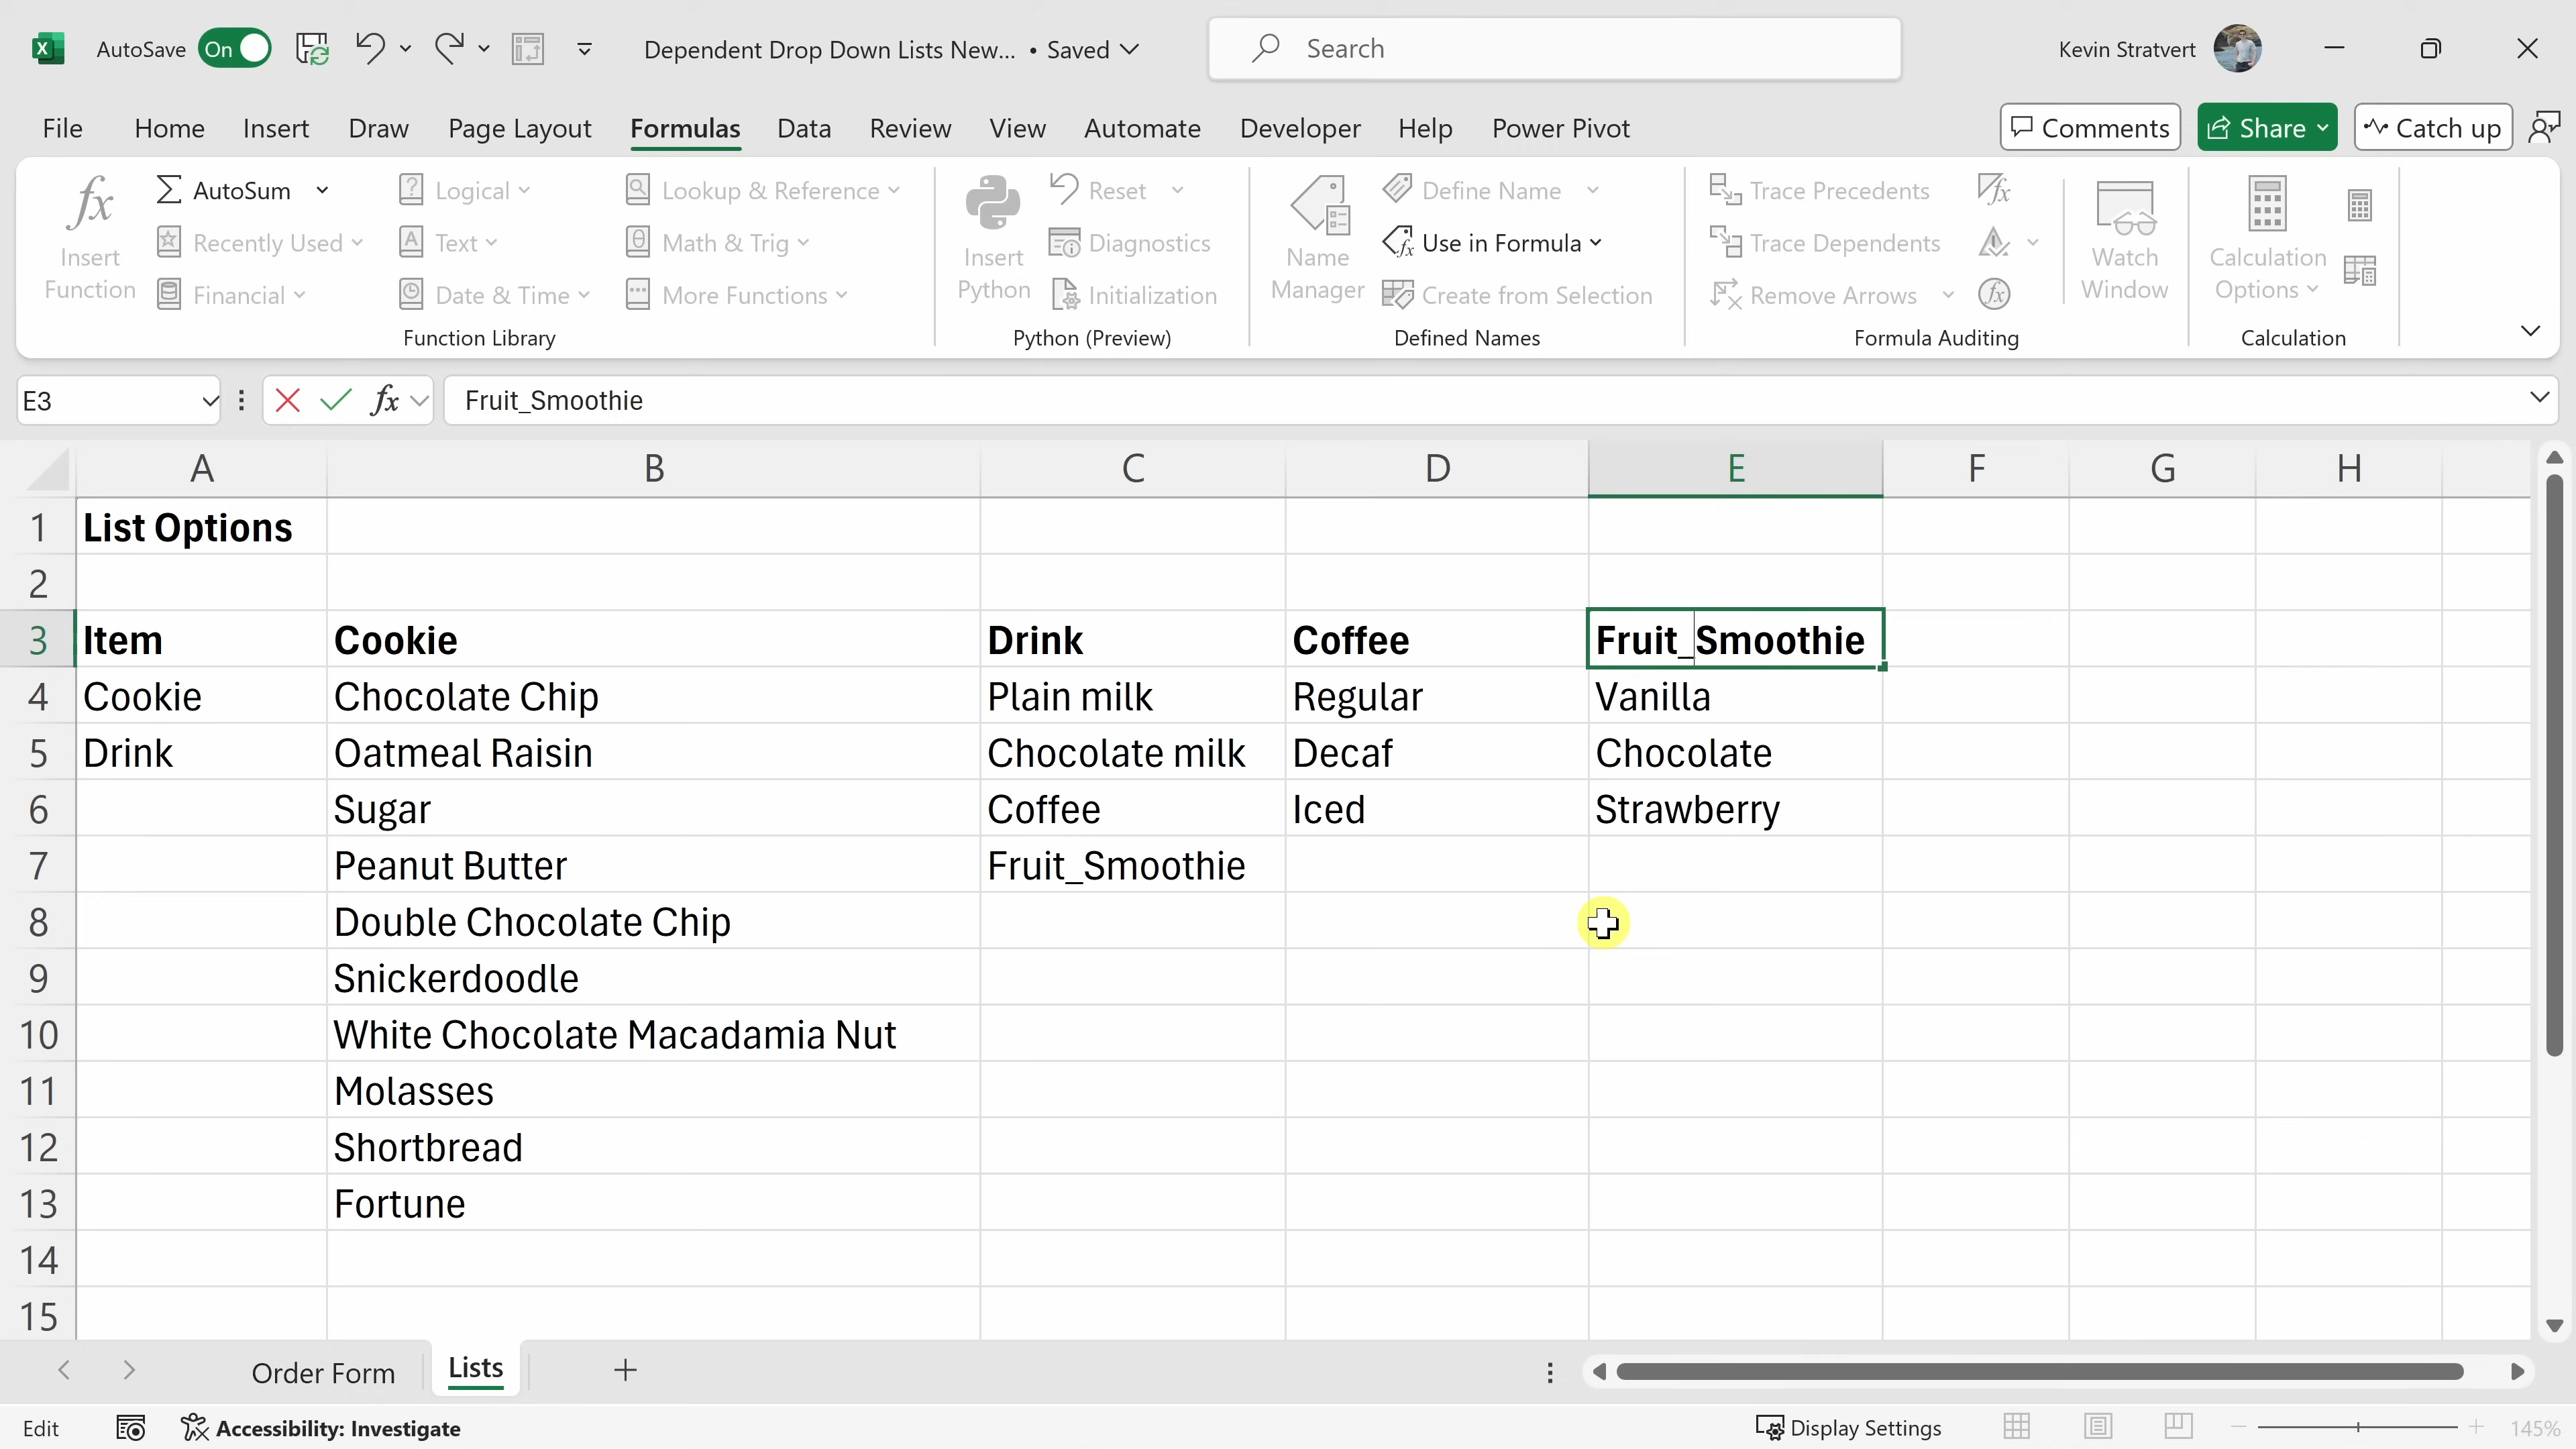 AutoSave On Dependent Drop Down Lists New... • Saved Search Kevin Stratvert
File Home Insert Draw Page Layout Formulas Data Review View Automate Developer Help Power Pivot Comments Share Catch up
Insert Function
AutoSum
Recently Used
Financial
Logical
Text
Date & Time
Lookup & Reference
Math & Trig
More Functions
Function Library
Insert Python
Reset
Diagnostics
Initialization
Python (Preview)
Name Manager
Define Name
Use in Formula
Create from Selection
Defined Names
Trace Precedents
Trace Dependents
Remove Arrows
Formula Auditing
Watch Window
Calculation Options
Calculation
E3 fx Fruit_Smoothie
A B C D E F G H
1 List Options
2
3 Item Cookie Drink Coffee Fruit_Smoothie
4 Cookie Chocolate Chip Plain milk Regular Vanilla
5 Drink Oatmeal Raisin Chocolate milk Decaf Chocolate
6 Sugar Coffee Iced Strawberry
7 Peanut Butter Fruit_Smoothie
8 Double Chocolate Chip
9 Snickerdoodle
10 White Chocolate Macadamia Nut
11 Molasses
12 Shortbread
13 Fortune
14
15
Order Form Lists
Edit Accessibility: Investigate Display Settings 145%